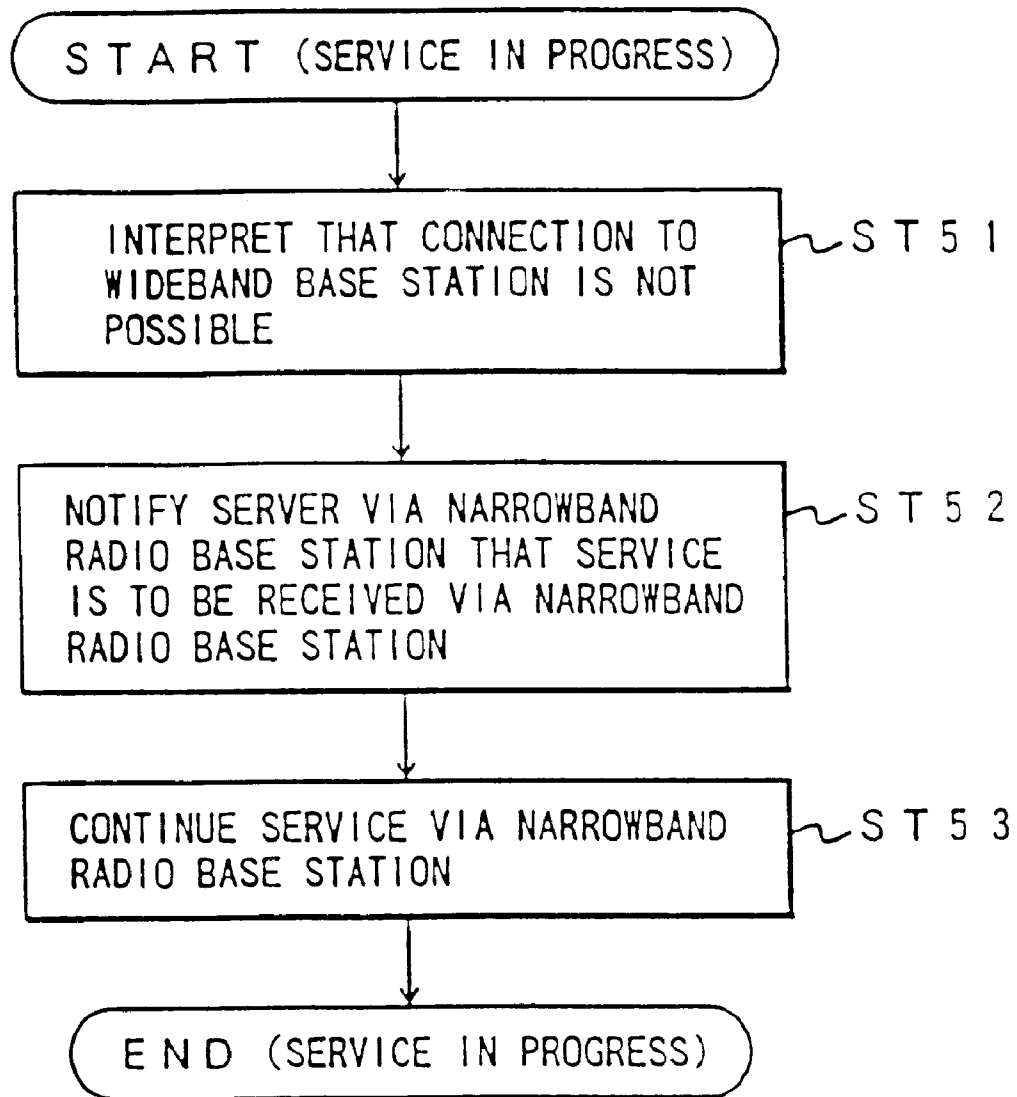 START (SERVICE IN PROGRESS)
INTERPRET THAT CONNECTION TO
WIDEBAND BASE STATION IS NOT
POSSIBLE
ST51
NOTIFY SERVER VIA NARROWBAND
RADIO BASE STATION THAT SERVICE
IS TO BE RECEIVED VIA NARROWBAND
RADIO BASE STATION
ST52
CONTINUE SERVICE VIA NARROWBAND
RADIO BASE STATION
ST53
END (SERVICE IN PROGRESS)